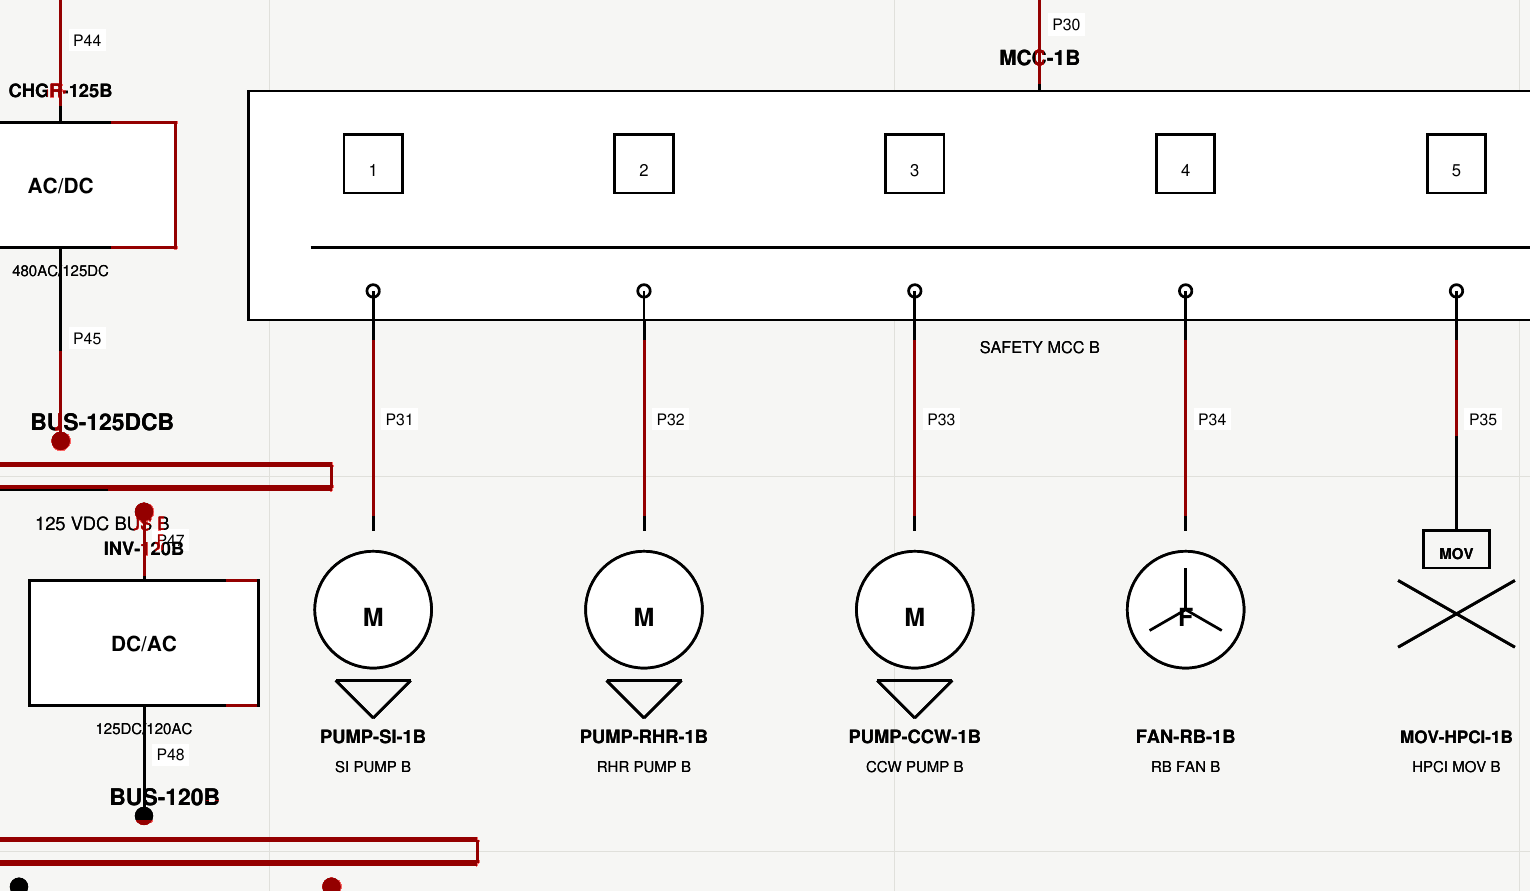 P44
P30
MCC-1B
CHGR-125B
1
2
3
4
5
AC/DC
480AC/125DC
P45
SAFETY MCC B
BUS-125DCB
P31
P32
P33
P34
P35
125 VDC BUS B
P47
INV-120B
MOV
DC/AC
M
M
M
F
125DC/120AC
P48
PUMP-SI-1B
PUMP-RHR-1B
PUMP-CCW-1B
FAN-RB-1B
MOV-HPCI-1B
SI PUMP B
RHR PUMP B
CCW PUMP B
RB FAN B
HPCI MOV B
BUS-120B